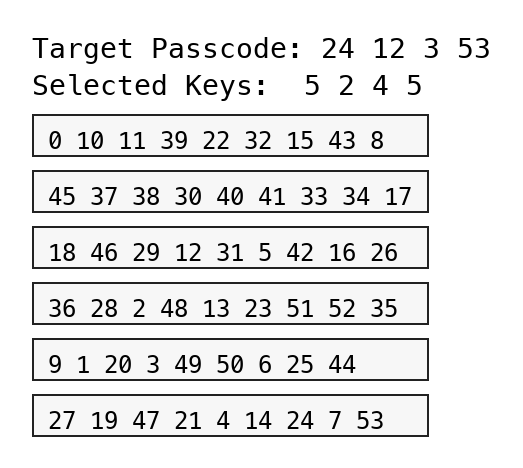 Target Passcode: 24 12 3 53
Selected Keys: 5 2 4 5
0 10 11 39 22 32 15 43 8
45 37 38 30 40 41 33 34 17
18 46 29 12 31 5 42 16 26
36 28 2 48 13 23 51 52 35
9 1 20 3 49 50 6 25 44
27 19 47 21 4 14 24 7 53